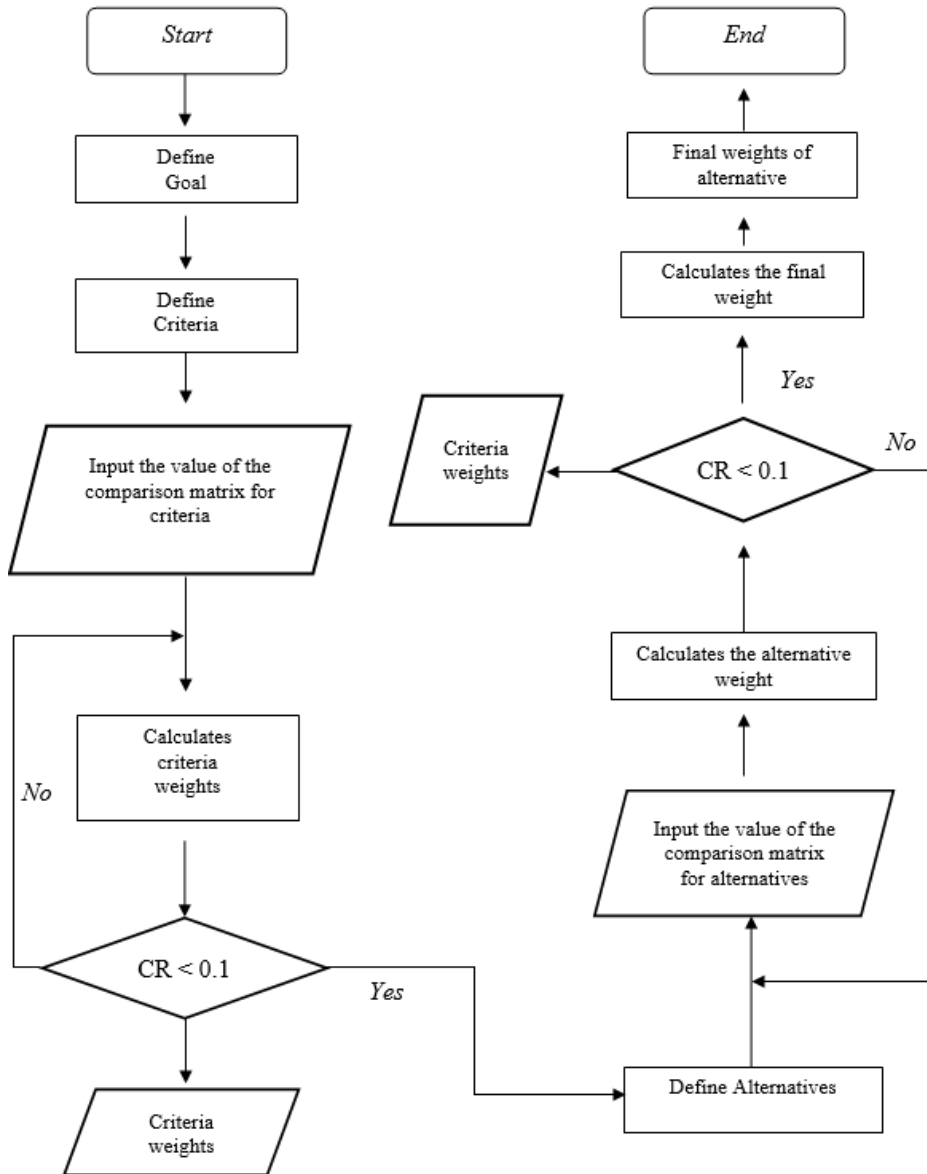 Start
Define
Goal
Define
Criteria
Input the value of the
comparison matrix for
criteria
No
Calculates
criteria
weights
CR < 0.1
Yes
Criteria
weights
End
Final weights of
alternative
Calculates the final
weight
Yes
Criteria
weights
CR < 0.1
No
Calculates the alternative
weight
Input the value of the
comparison matrix
for alternatives
Define Alternatives